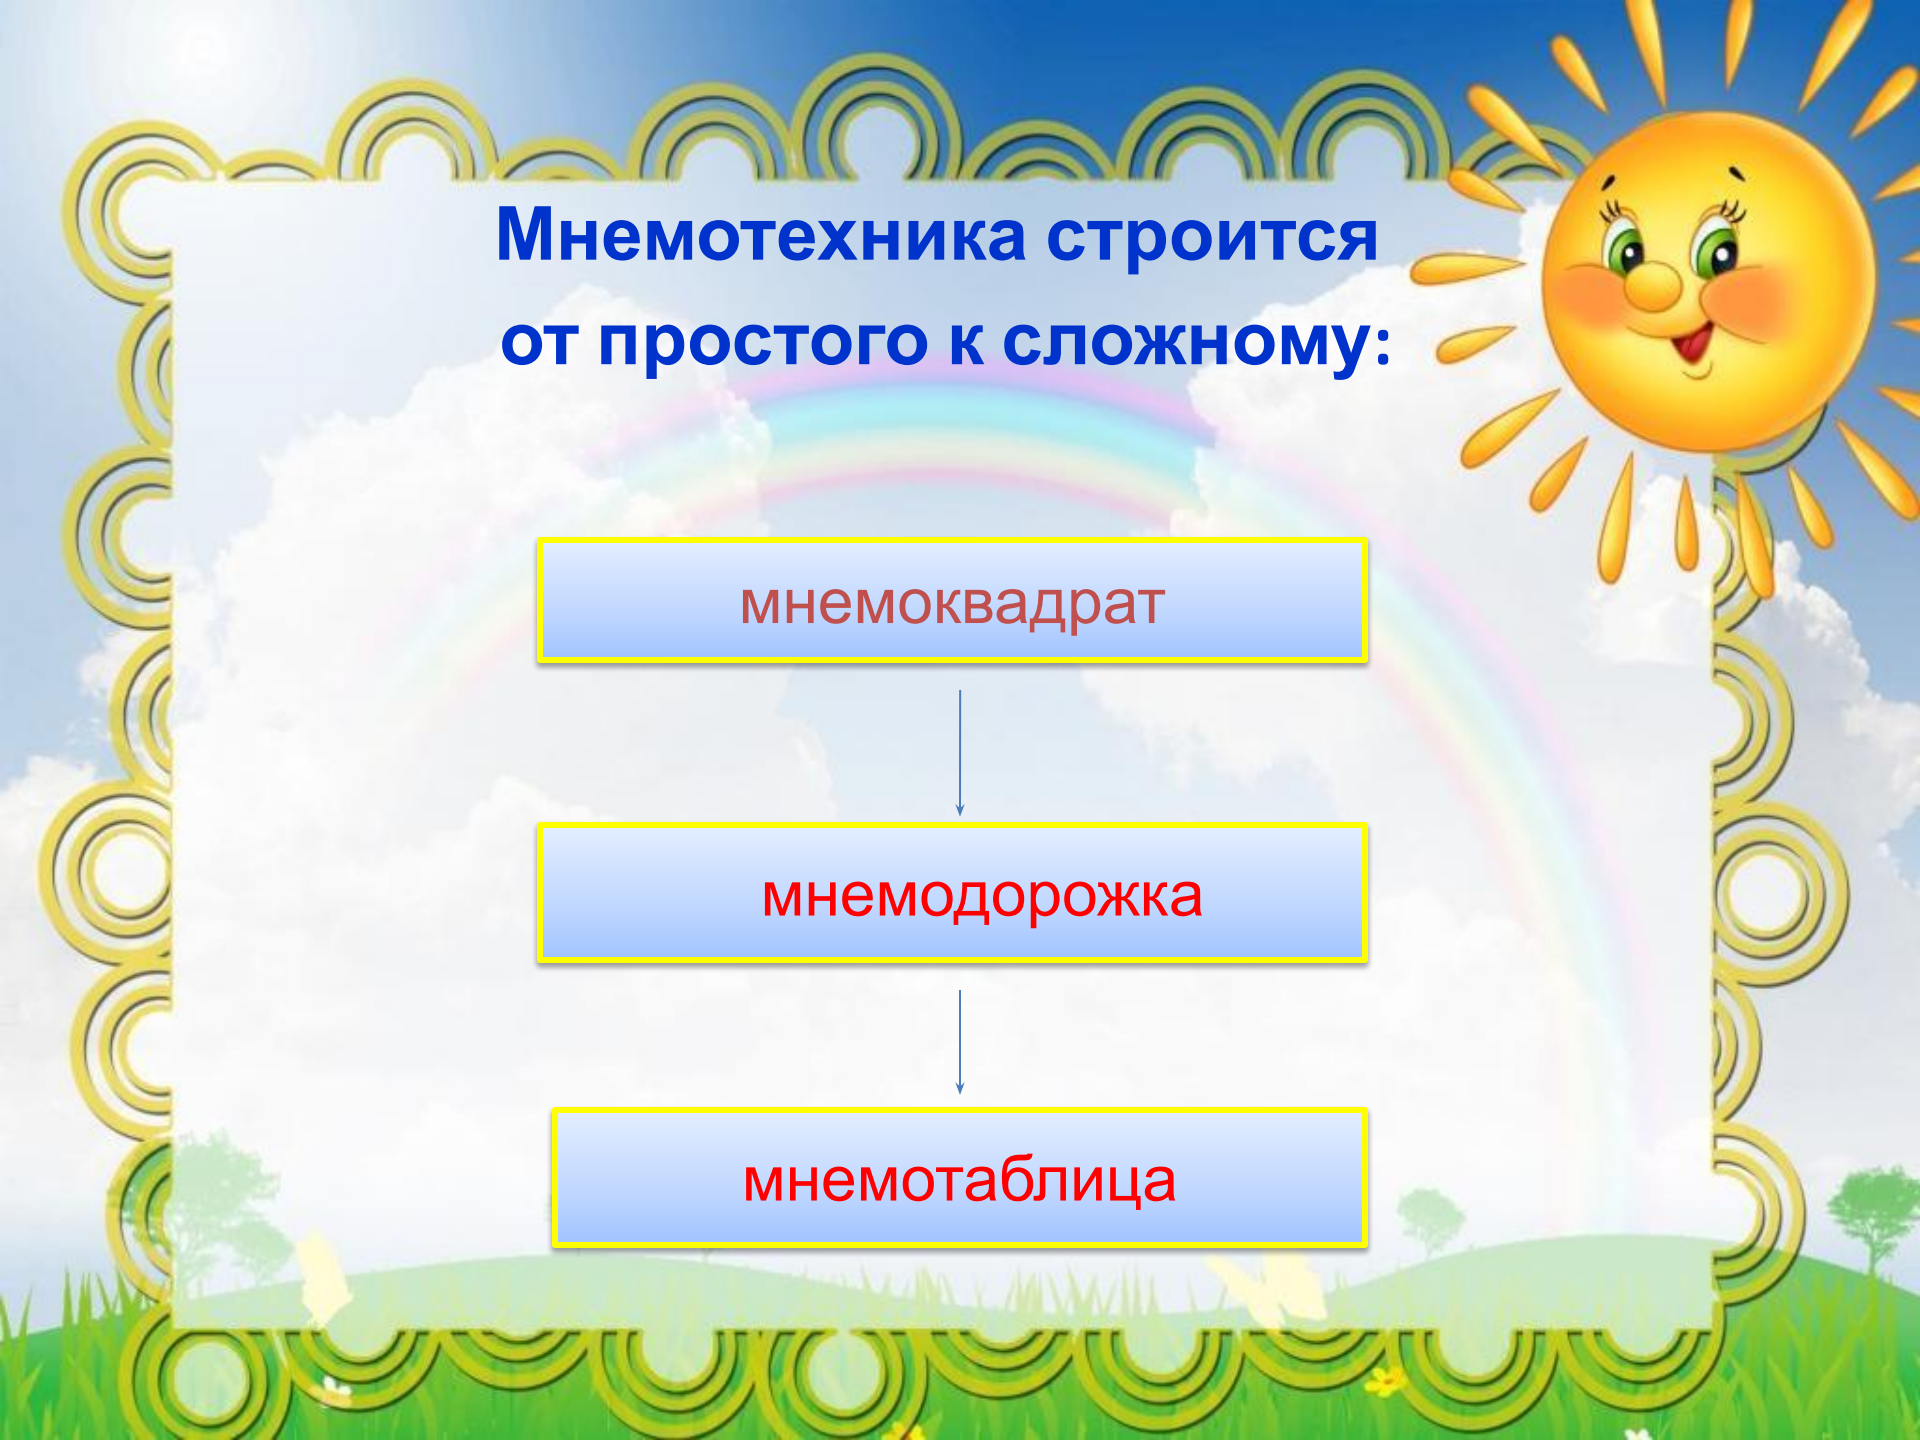 Мнемотехника строится
от простого к сложному:
мнемоквадрат
мнемодорожка
мнемотаблица